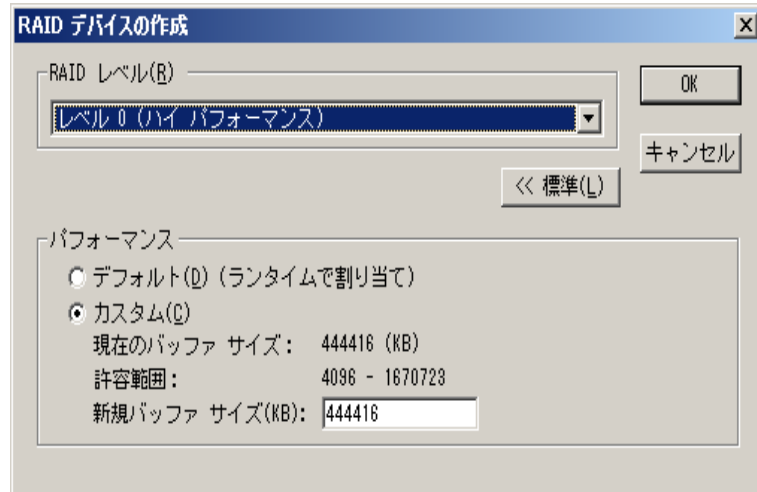 RAID デバイスの作成
RAID レベル(R)
レベル 0 (ハイ パフォーマンス)
OK
キャンセル
<< 標準(L)
パフォーマンス
デフォルト(D) (ランタイムで割り当て)
カスタム(C)
現在のバッファ サイズ: 444416 (KB)
許容範囲: 4096 - 1670723
新規バッファ サイズ(KB): 444416